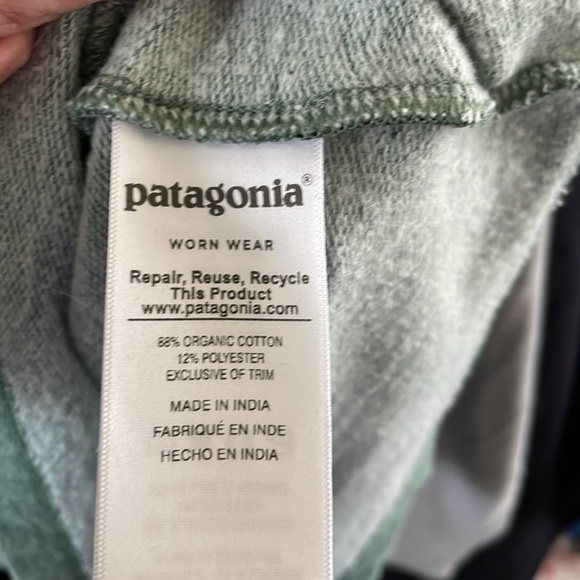 patagonia®
WORN WEAR
Repair, Reuse, Recycle
This Product
www.patagonia.com
88% ORGANIC COTTON
12% POLYESTER
EXCLUSIVE OF TRIM
MADE IN INDIA
FABRIQUÉ EN INDE
HECHO EN INDIA